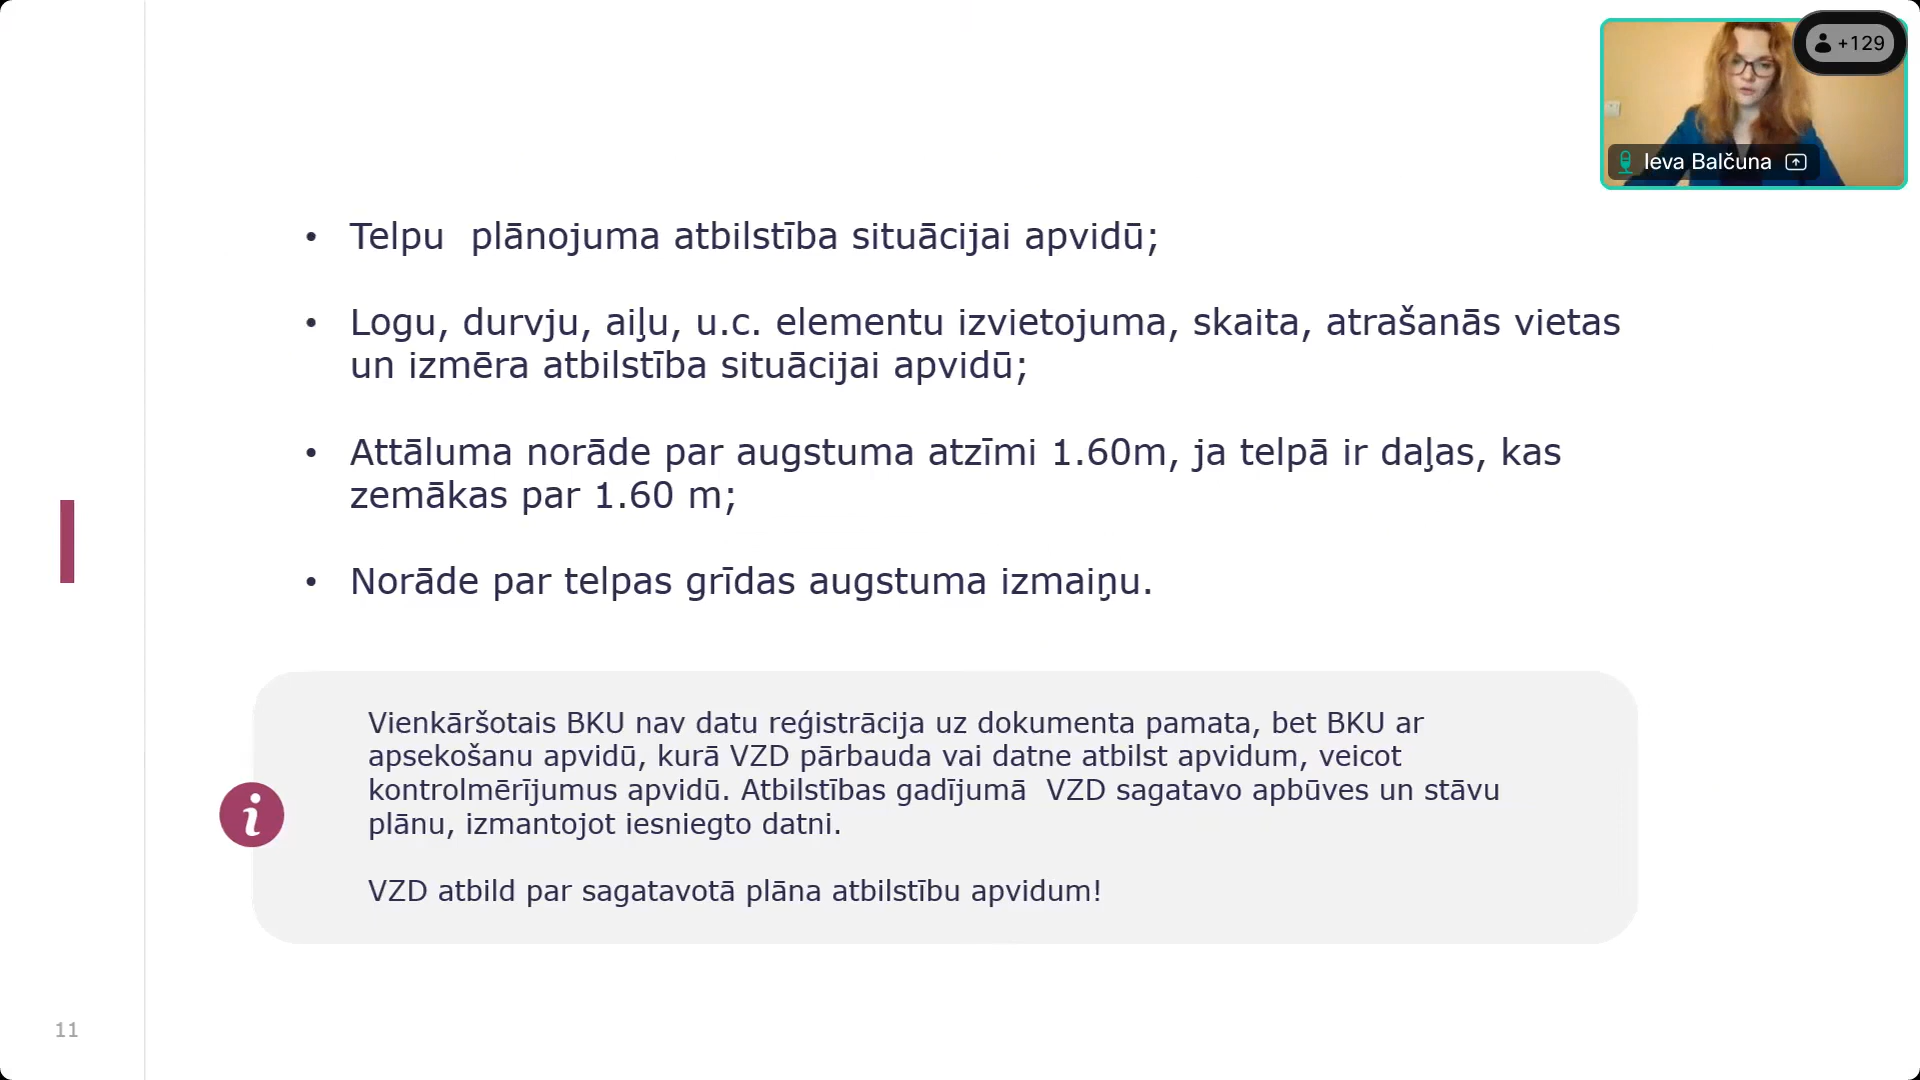 +129
Ieva Balčuna
• Telpu  plānojuma atbilstība situācijai apvidū;
• Logu, durvju, aiļu, u.c. elementu izvietojuma, skaita, atrašanās vietas
un izmēra atbilstība situācijai apvidū;
• Attāluma norāde par augstuma atzīmi 1.60m, ja telpā ir daļas, kas
zemākas par 1.60 m;
• Norāde par telpas grīdas augstuma izmaiņu.
Vienkāršotais BKU nav datu reģistrācija uz dokumenta pamata, bet BKU ar
apsekošanu apvidū, kurā VZD pārbauda vai datne atbilst apvidum, veicot
kontrolmērījumus apvidū. Atbilstības gadījumā  VZD sagatavo apbūves un stāvu
plānu, izmantojot iesniegto datni.
VZD atbild par sagatavotā plāna atbilstību apvidum!
i
11